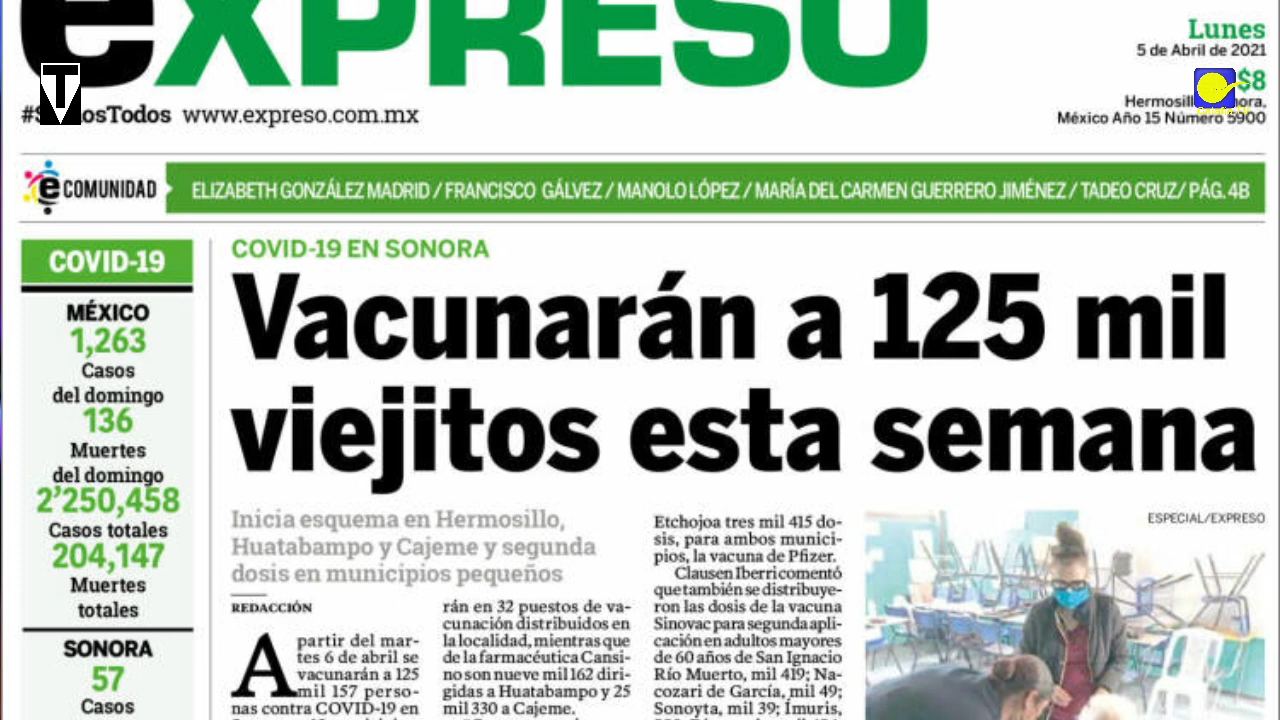 eXPRESO
Lunes
5 de Abril de 2021
$8
Hermosillo, Sonora,
México Año 15 Número 5900
T
V
www.expreso.com.mx
e COMUNIDAD
ELIZABETH GONZÁLEZ MADRID / FRANCISCO GÁLVEZ / MANOLO LÓPEZ / MARÍA DEL CARMEN GUERRERO JIMÉNEZ / TADEO CRUZ/ PÁG. 4B
COVID-19
MÉXICO
1,263
Casos
del domingo
136
Muertes
del domingo
2'250,458
Casos totales
204,147
Muertes
totales
SONORA
57
Casos
COVID-19 EN SONORA
Vacunarán a 125 mil
viejitos esta semana
Inicia esquema en Hermosillo,
Huatabampo y Cajeme y segunda
dosis en municipios pequeños
REDACCIÓN
A partir del mar-
tes 6 de abril se
vacunarán a 125
mil 157 perso-
nas contra COVID-19 en
rán en 32 puestos de va-
cunación distribuidos en
la localidad, mientras que
de la farmacéutica Cansi-
no son nueve mil 162 diri-
gidas a Huatabampo y 25
mil 330 a Cajeme.
Etchojoa tres mil 415 do-
sis, para ambos munici-
pios, la vacuna de Pfizer.
Clausen Iberri comentó
que también se distribuye-
ron las dosis de la vacuna
Sinovac para segunda apli-
cación en adultos mayores
de 60 años de San Ignacio
Río Muerto, mil 419; Na-
cozari de García, mil 49;
Sonoyta, mil 39; Ímuris,
ESPECIAL/EXPRESO